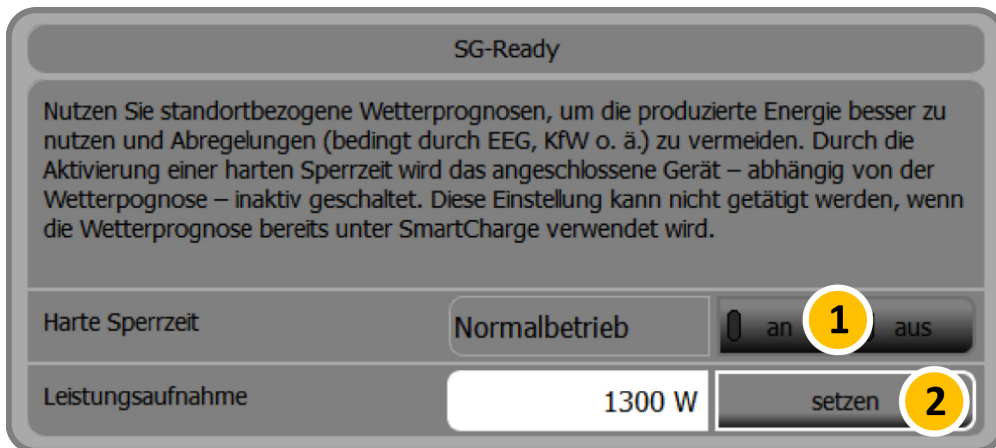 SG-Ready
Nutzen Sie standortbezogene Wetterprognosen, um die produzierte Energie besser zu
nutzen und Abregelungen (bedingt durch EEG, KfW o. ä.) zu vermeiden. Durch die
Aktivierung einer harten Sperrzeit wird das angeschlossene Gerät – abhängig von der
Wetterpognose – inaktiv geschaltet. Diese Einstellung kann nicht getätigt werden, wenn
die Wetterprognose bereits unter SmartCharge verwendet wird.
Harte Sperrzeit Normalbetrieb an 1 aus
Leistungsaufnahme 1300 W setzen 2